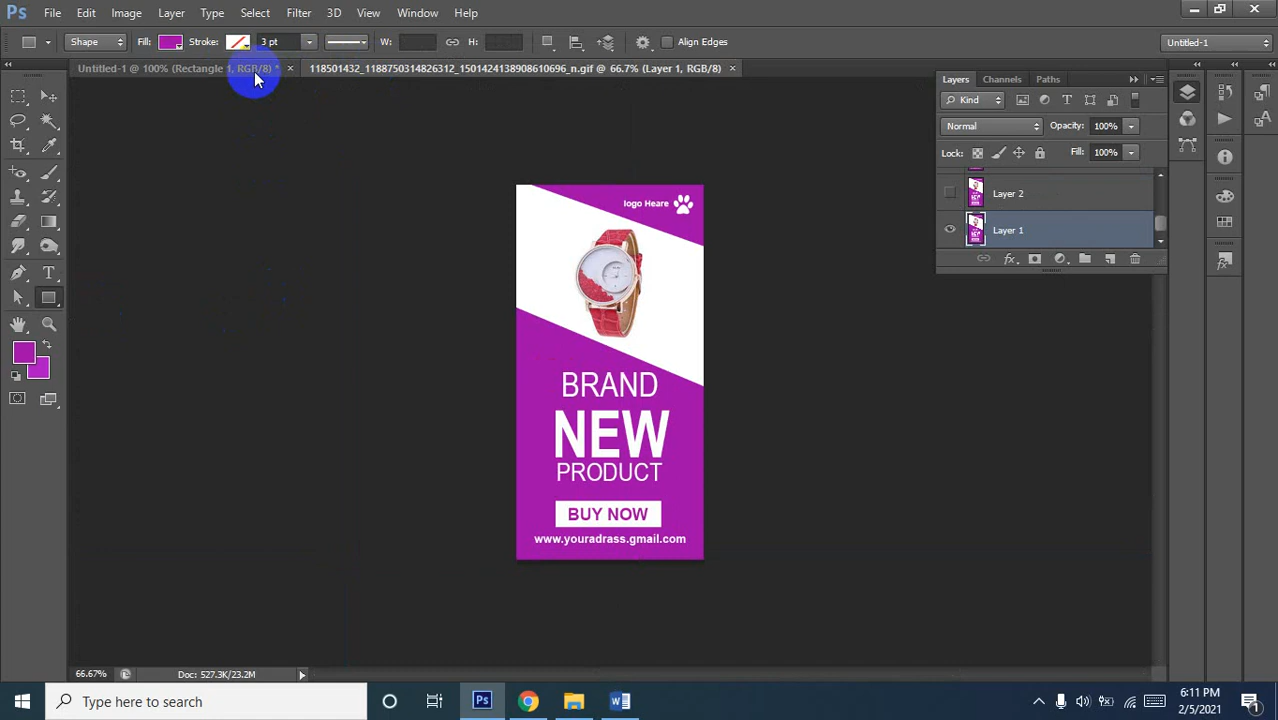 Ps File Edit Image Layer Type Select Filter 3D View Window Help
Shape Fill: Stroke: 3 pt W: H: Align Edges Untitled-1
Untitled-1 @ 100% (Rectangle 1, RGB/8) * × 118501432_1188750314826312_1501424138908610696_n.gif @ 66.7% (Layer 1, RGB/8) ×
Layers Channels Paths
Kind
Normal Opacity: 100%
Lock: Fill: 100%
Layer 2
Layer 1
logo Heare
BRAND
NEW
PRODUCT
BUY NOW
www.youradrass.gmail.com
66.67% Doc: 527.3K/23.2M
Type here to search
Ps
6:11 PM
2/5/2021
1